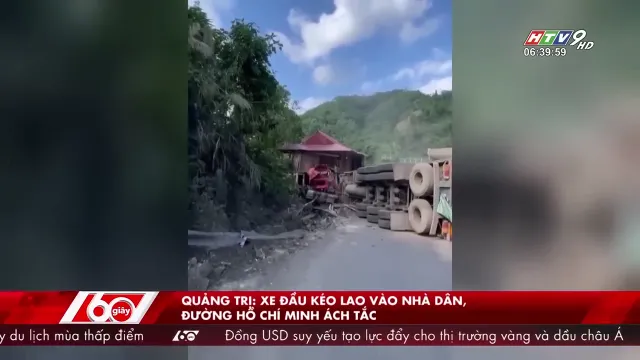 HTV9 HD
06:39:59
60 giây
QUẢNG TRỊ: XE ĐẦU KÉO LAO VÀO NHÀ DÂN,
ĐƯỜNG HỒ CHÍ MINH ÁCH TẮC
du lịch mùa thấp điểm
Đồng USD suy yếu tạo lực đẩy cho thị trường vàng và dầu châu Á